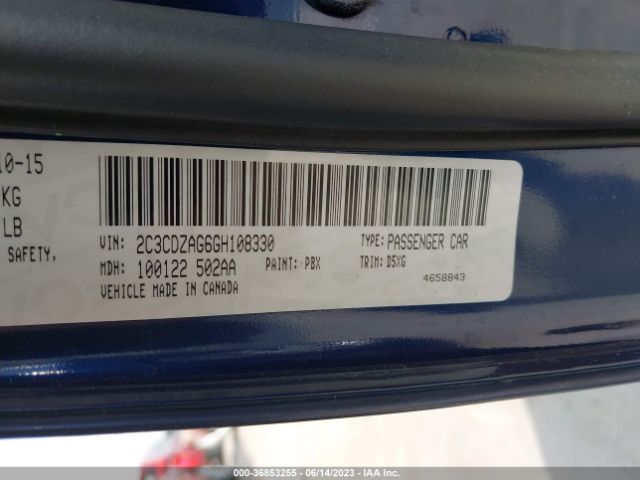 10-15
KG
LB
SAFETY,
VIN: 2C3CDZAG6GH108330 TYPE: PASSENGER CAR
MDH: 100122 502AA PAINT: PBX TRIM: D5XG
VEHICLE MADE IN CANADA 4658843
000-36853255 - 06/14/2023 - IAA Inc.